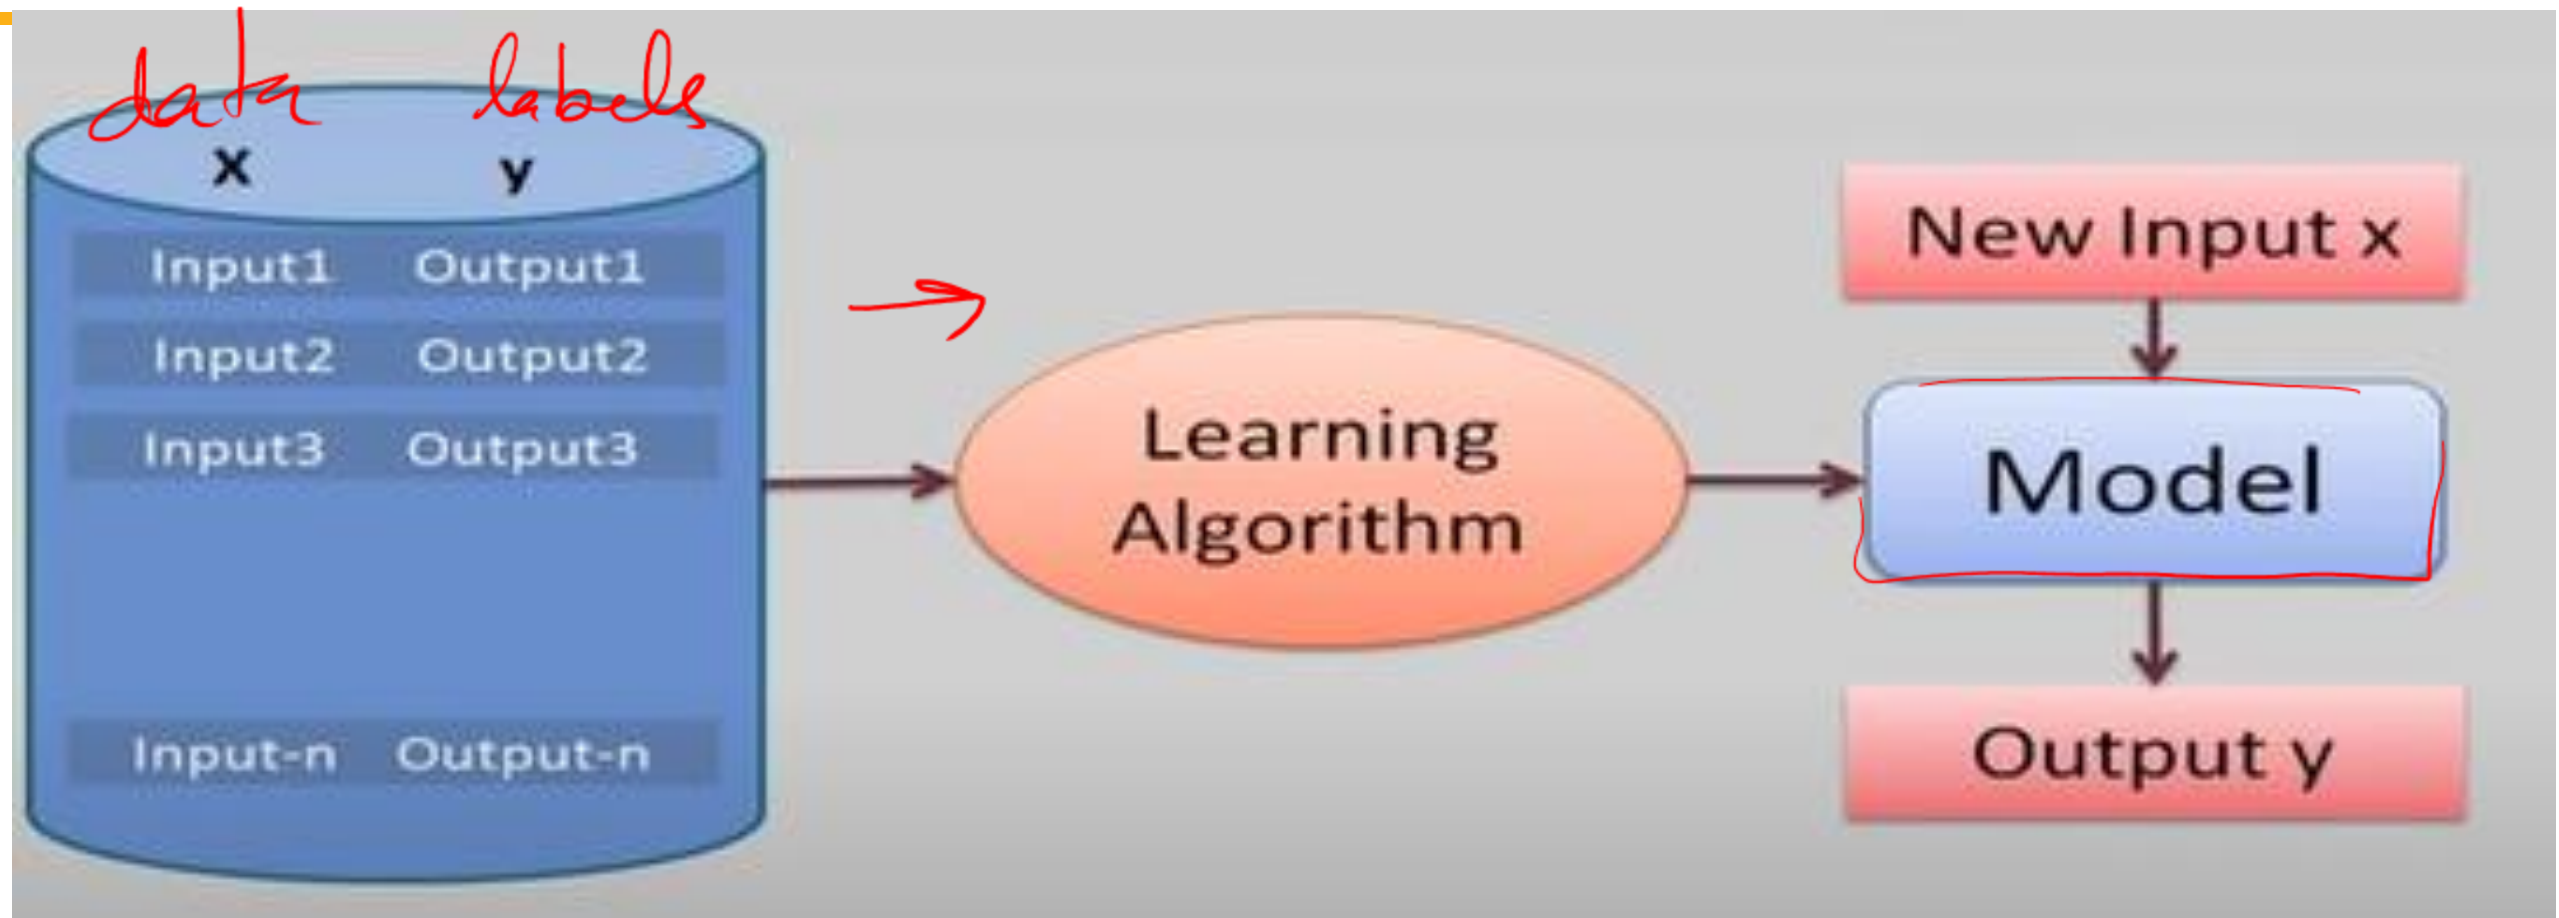 data labels
X y
Input1 Output1
Input2 Output2
Input3 Output3
Input-n Output-n
Learning
Algorithm
New Input x
Model
Output y